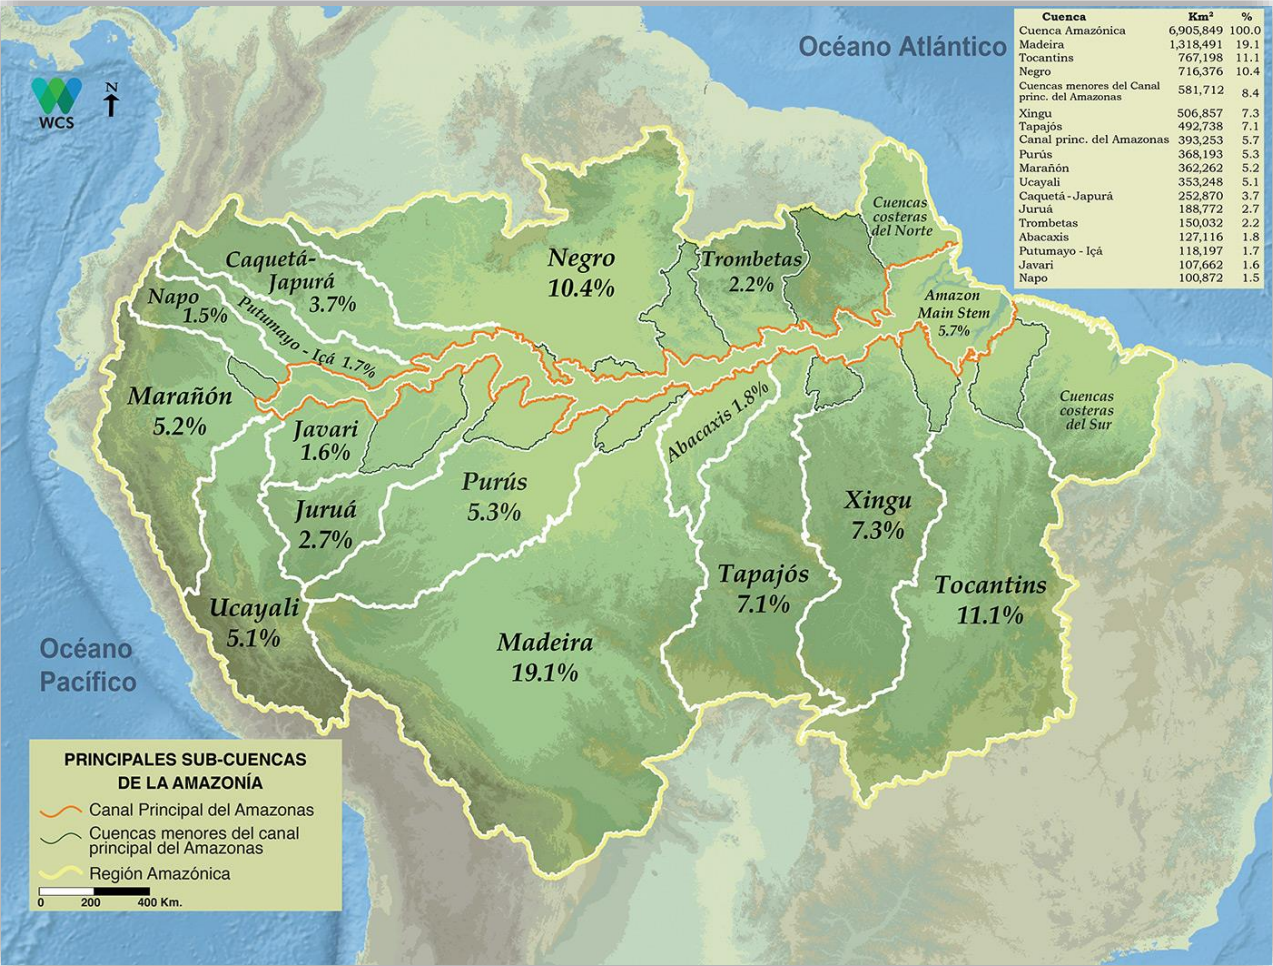 Océano Atlántico
Cuenca Km² %
Cuenca Amazónica 6,905,849 100.0
Madeira 1,318,491 19.1
Tocantins 767,198 11.1
Negro 716,376 10.4
Cuencas menores del Canal
princ. del Amazonas 581,712 8.4
Xingu 506,857 7.3
Tapajós 492,738 7.1
Canal princ. del Amazonas 393,253 5.7
Purús 368,193 5.3
Marañón 362,262 5.2
Ucayali 353,248 5.1
Caquetá-Japurá 252,870 3.7
Juruá 188,772 2.7
Trombetas 150,032 2.2
Abacaxis 127,116 1.8
Putumayo - Içá 118,197 1.7
Javari 107,662 1.6
Napo 100,872 1.5
WCS
N
Cuencas
costeras
del Norte
Caquetá-
Japurá
3.7%
Negro
10.4%
Trombetas
2.2%
Napo
1.5%
Putumayo - Içá 1.7%
Amazon
Main Stem
5.7%
Marañón
5.2%
Javari
1.6%
Abacaxis 1.8%
Cuencas
costeras
del Sur
Purús
5.3%
Juruá
2.7%
Xingu
7.3%
Tapajós
7.1%
Tocantins
11.1%
Ucayali
5.1%
Madeira
19.1%
Océano
Pacífico
PRINCIPALES SUB-CUENCAS
DE LA AMAZONÍA
Canal Principal del Amazonas
Cuencas menores del canal
principal del Amazonas
Región Amazónica
0 200 400 Km.